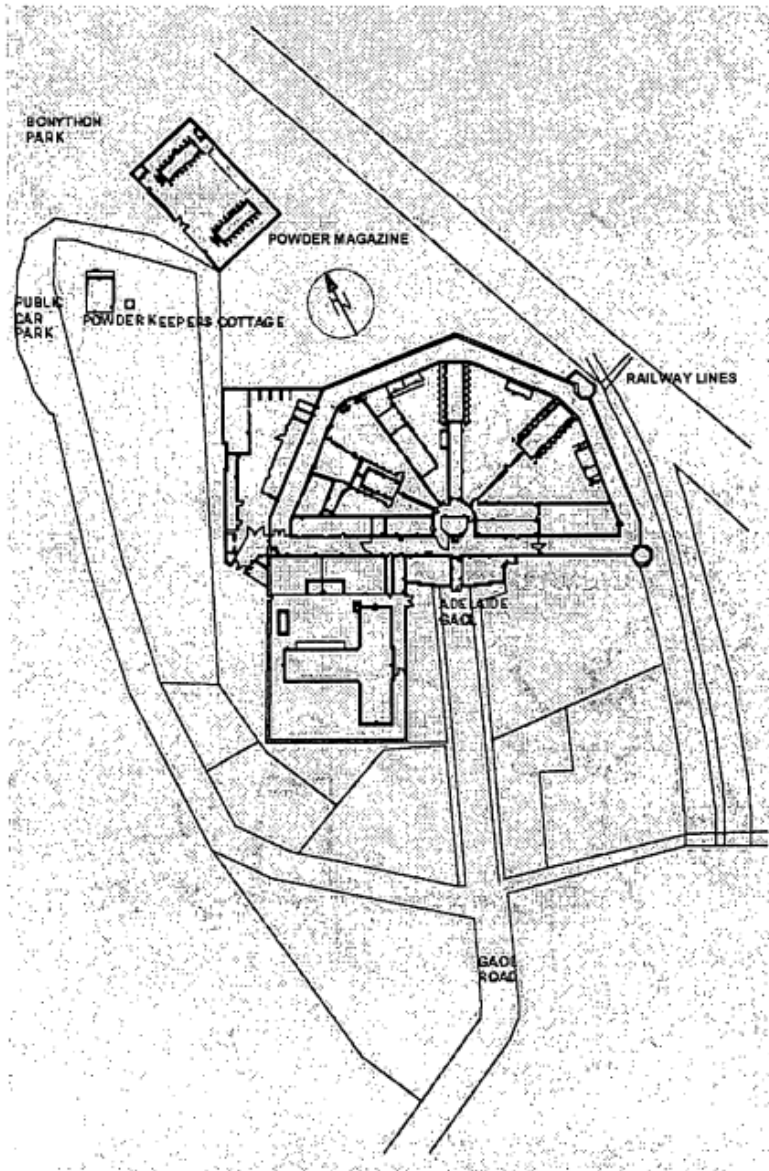 BONYTHON
PARK
POWDER MAGAZINE
PUBLIC
CAR
PARK
POWDER KEEPERS COTTAGE
N
RAILWAY LINES
ADELAIDE
GAOL
GAOL
ROAD